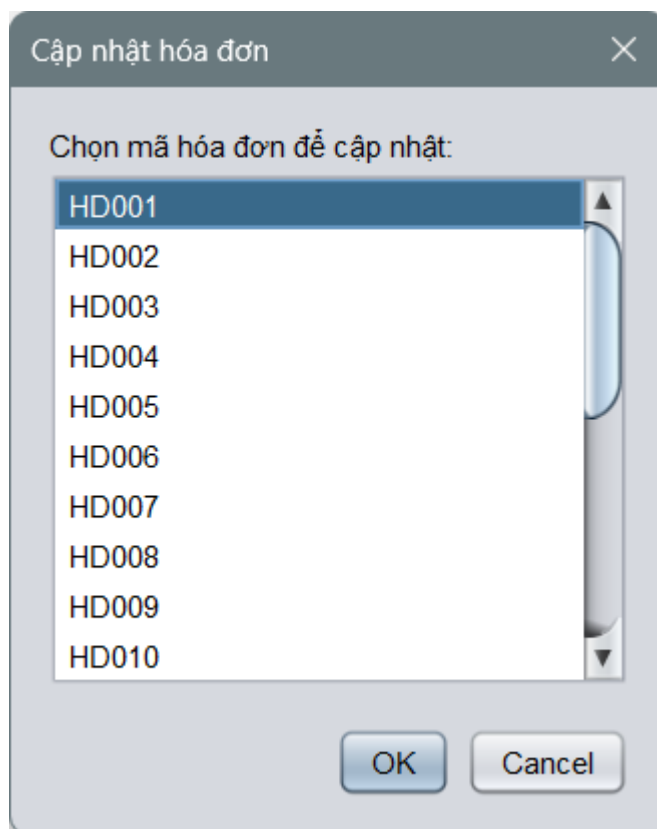 Cập nhật hóa đơn
Chọn mã hóa đơn để cập nhật:
HD001
HD002
HD003
HD004
HD005
HD006
HD007
HD008
HD009
HD010
OK Cancel